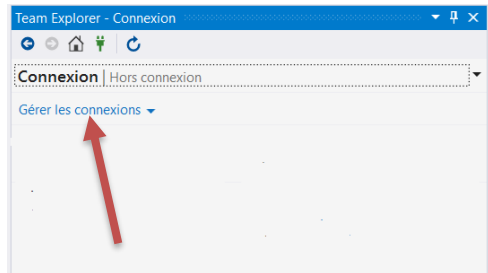 Team Explorer - Connexion
Connexion | Hors connexion
Gérer les connexions